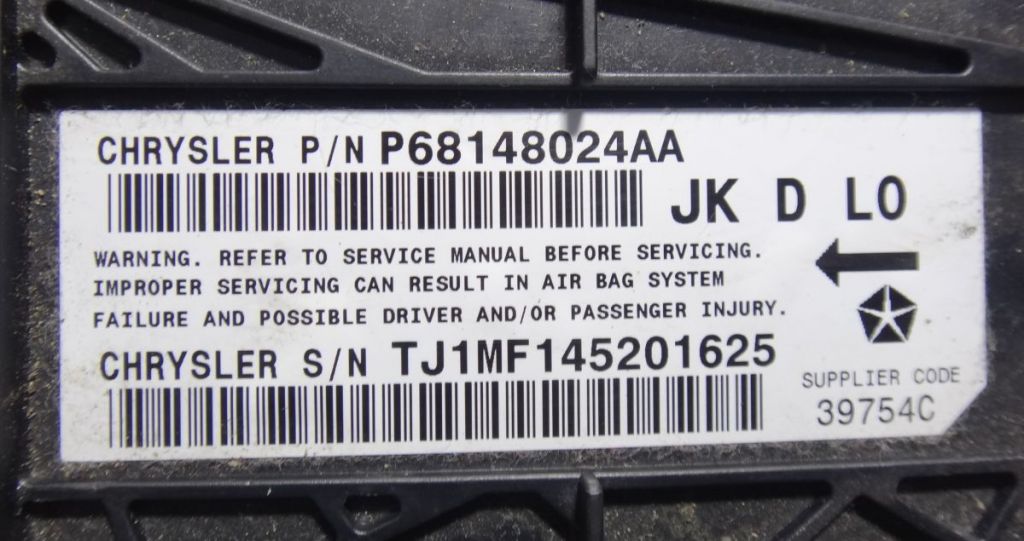 CHRYSLER P/N P68148024AA
JK D LO
WARNING. REFER TO SERVICE MANUAL BEFORE SERVICING.
IMPROPER SERVICING CAN RESULT IN AIR BAG SYSTEM
FAILURE AND POSSIBLE DRIVER AND/OR PASSENGER INJURY.
CHRYSLER S/N TJ1MF145201625
SUPPLIER CODE
39754C